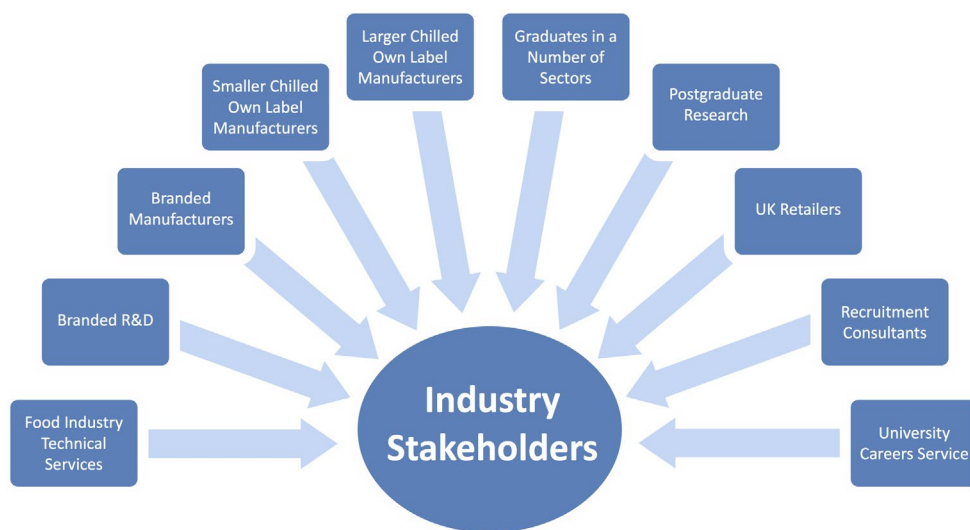 Larger Chilled
Own Label
Manufacturers
Graduates in a
Number of
Sectors
Smaller Chilled
Own Label
Manufacturers
Postgraduate
Research
Branded
Manufacturers
UK Retailers
Branded R&D
Recruitment
Consultants
Food Industry
Technical
Services
University
Careers Service
Industry
Stakeholders